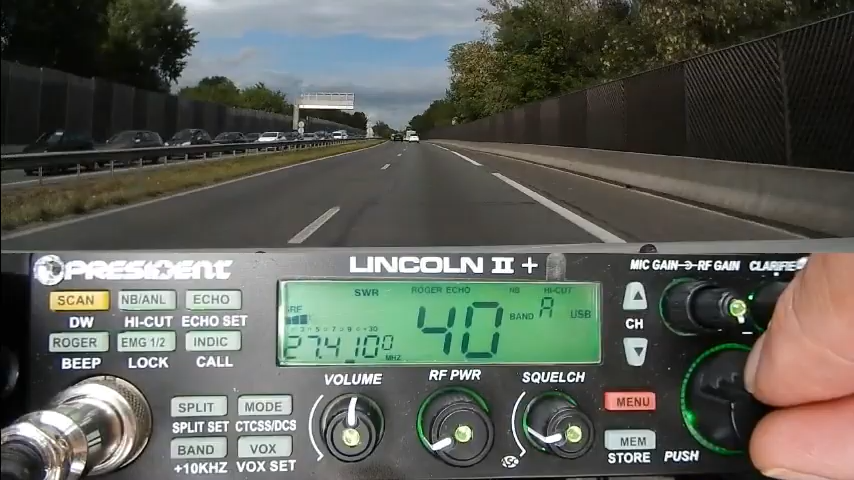 PRESIDENT
LINCOLN II +
MIC GAIN RF GAIN CLARIFIE
SCAN NB/ANL ECHO
DW HI-CUT ECHO SET
ROGER EMG 1/2 INDIC
BEEP LOCK CALL
SWR ROGER ECHO NB HI-CUT
RF
40 BAND A USB
27.4100 MHZ
CH
VOLUME RF PWR SQUELCH
SPLIT MODE
SPLIT SET CTCSS/DCS
BAND VOX
+10KHZ VOX SET
MENU
MEM
STORE PUSH
ASC